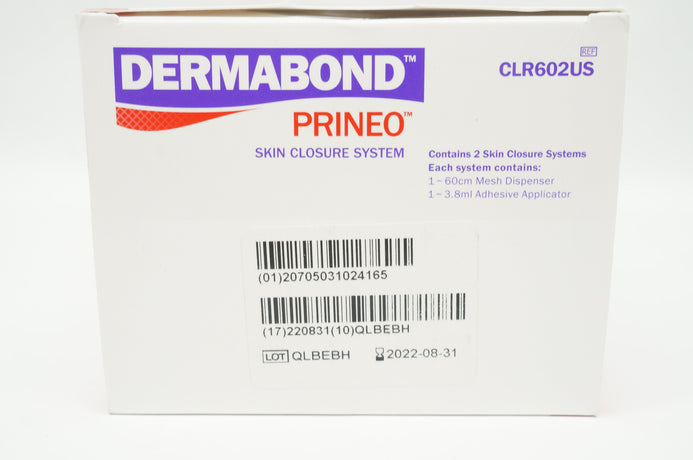 DERMABOND™
PRINEO™
SKIN CLOSURE SYSTEM
REF
CLR602US
Contains 2 Skin Closure Systems
Each system contains:
1 ~ 60cm Mesh Dispenser
1 ~ 3.8ml Adhesive Applicator
(01)20705031024165
(17)220831(10)QLBEBH
LOT QLBEBH 2022-08-31